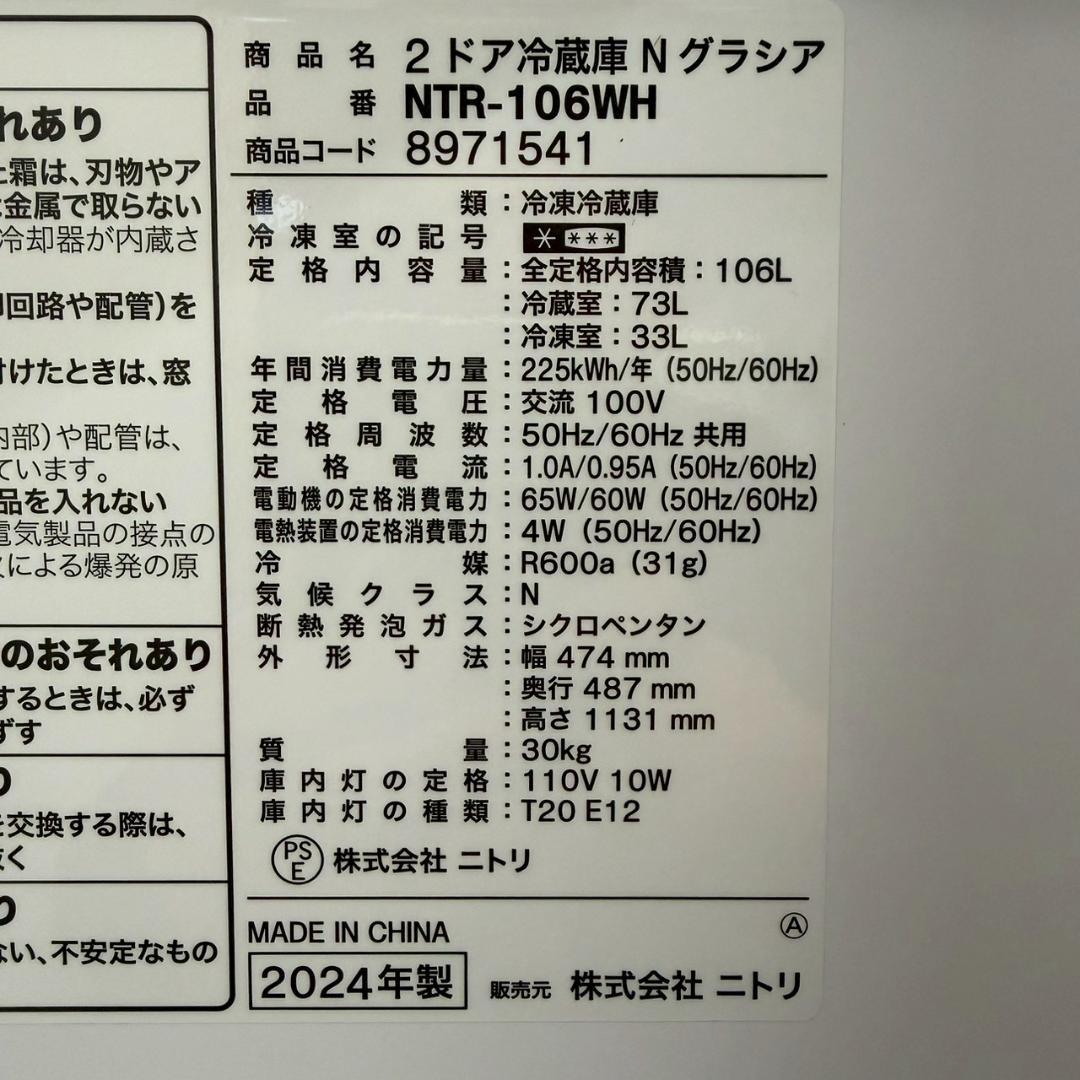 れあり
霜は、刃物やア
金属で取らない
冷却器が内蔵さ
回路や配管)を
けたときは、窓
内部)や配管は、
ています。
品を入れない
電気製品の接点の
による爆発の原
のおそれあり
するときは、必ず
ずす
り
を交換する際は、
抜く
り
ない、不安定なもの
商品名 2ドア冷蔵庫 N グラシア
品番 NTR-106WH
商品コード 8971541
種類:冷凍冷蔵庫
冷凍室の記号 * ***
定格内容量:全定格内容積:106L
:冷蔵室:73L
:冷凍室:33L
年間消費電力量:225kWh/年(50Hz/60Hz)
定格電圧:交流 100V
定格周波数:50Hz/60Hz 共用
定格電流:1.0A/0.95A(50Hz/60Hz)
電動機の定格消費電力:65W/60W(50Hz/60Hz)
電熱装置の定格消費電力:4W(50Hz/60Hz)
冷媒:R600a(31g)
気候クラス:N
断熱発泡ガス:シクロペンタン
外形寸法:幅 474 mm
:奥行 487 mm
:高さ 1131 mm
質量:30kg
庫内灯の定格:110V 10W
庫内灯の種類:T20 E12
PSE 株式会社 ニトリ
MADE IN CHINA Ⓐ
2024年製 販売元 株式会社 ニトリ